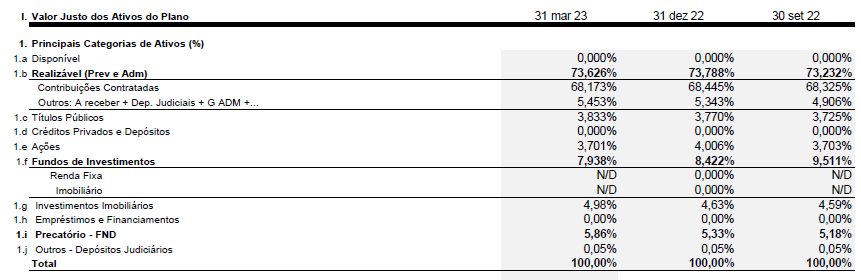 I. Valor Justo dos Ativos do Plano 31 mar 23 31 dez 22 30 set 22
1. Principais Categorias de Ativos (%)
1.a Disponível 0,000% 0,000% 0,000%
1.b Realizável (Prev e Adm) 73,626% 73,788% 73,232%
Contribuições Contratadas 68,173% 68,445% 68,325%
Outros: A receber + Dep. Judiciais + G ADM +... 5,453% 5,343% 4,906%
1.c Títulos Públicos 3,833% 3,770% 3,725%
1.d Créditos Privados e Depósitos 0,000% 0,000% 0,000%
1.e Ações 3,701% 4,006% 3,703%
1.f Fundos de Investimentos 7,938% 8,422% 9,511%
Renda Fixa N/D 0,000% N/D
Imobiliário N/D 0,000% N/D
1.g Investimentos Imobiliários 4,98% 4,63% 4,59%
1.h Empréstimos e Financiamentos 0,00% 0,00% 0,00%
1.i Precatório - FND 5,86% 5,33% 5,18%
1.j Outros - Depósitos Judiciários 0,05% 0,05% 0,05%
Total 100,00% 100,00% 100,00%